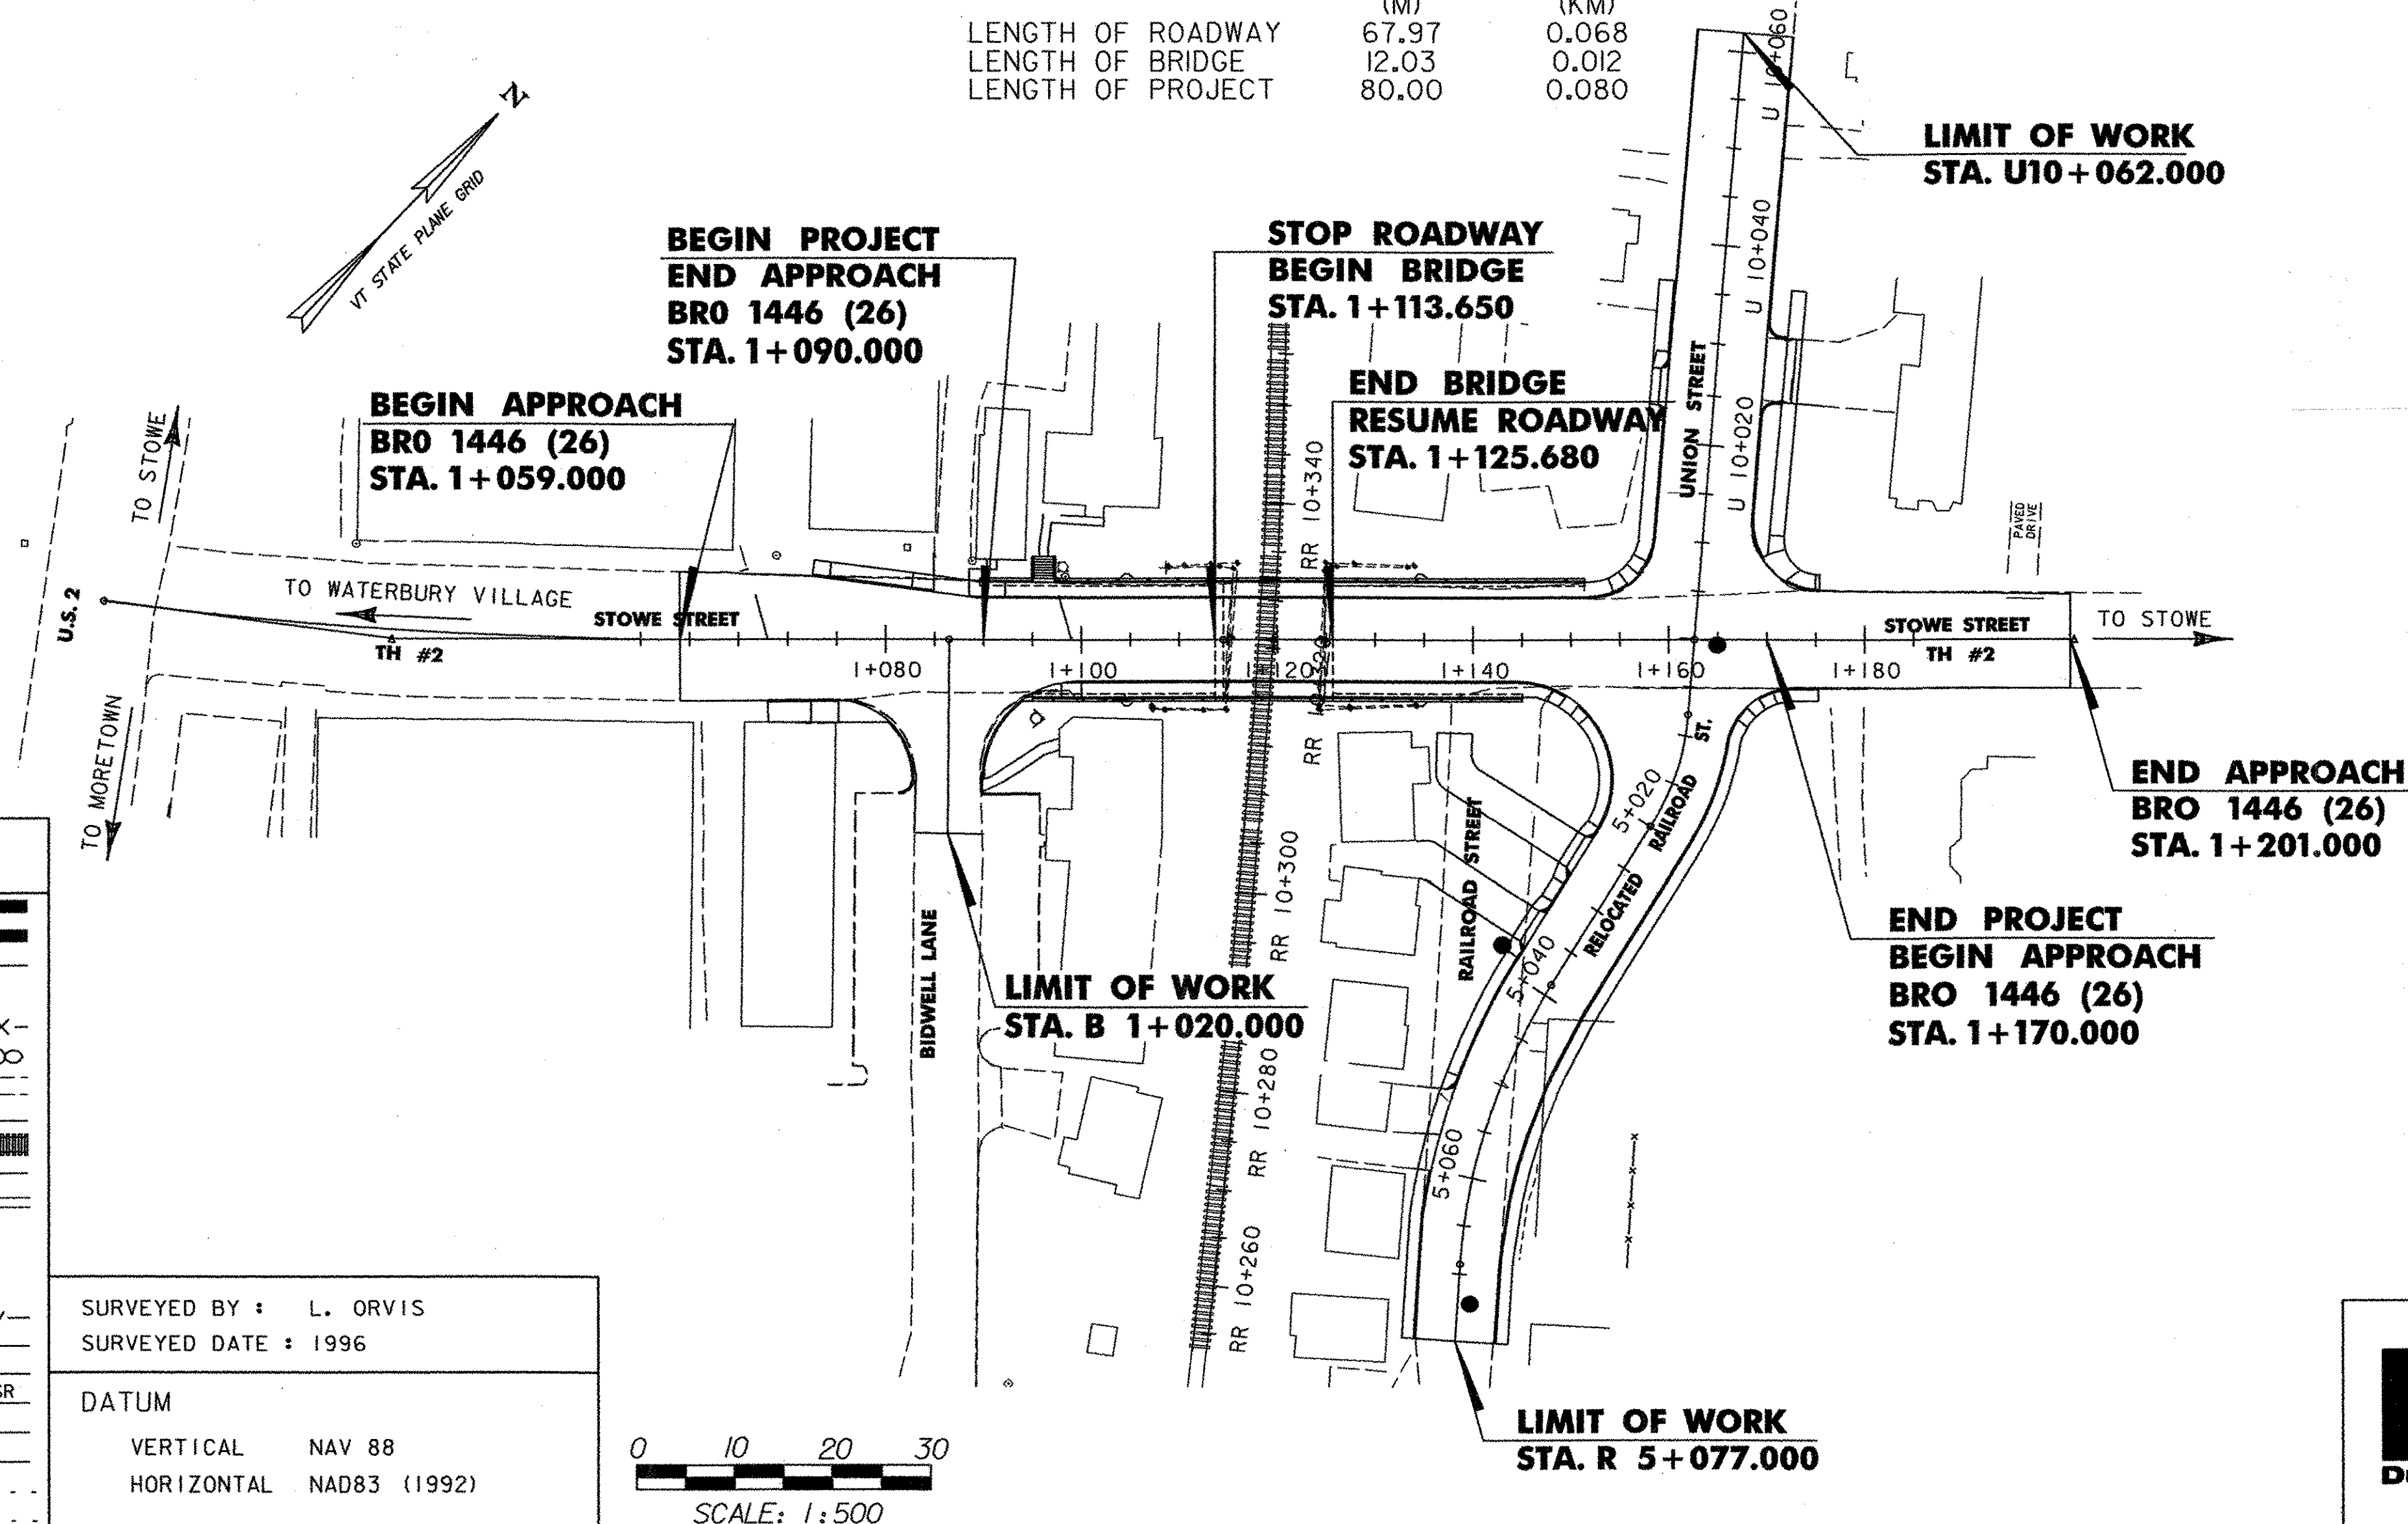 (M) (KM)
LENGTH OF ROADWAY 67.97 0.068
LENGTH OF BRIDGE 12.03 0.012
LENGTH OF PROJECT 80.00 0.080
N
VT STATE PLANE GRID
U 10+060
LIMIT OF WORK
STA. U10+062.000
BEGIN PROJECT
END APPROACH
BRO 1446 (26)
STA. 1+090.000
STOP ROADWAY
BEGIN BRIDGE
STA. 1+113.650
U 10+040
BEGIN APPROACH
BRO 1446 (26)
STA. 1+059.000
END BRIDGE
RESUME ROADWAY
STA. 1+125.680
UNION STREET
U 10+020
RR 10+340
TO STOWE
PAVED
DRIVE
U.S. 2
TO WATERBURY VILLAGE
STOWE STREET
TH #2
STOWE STREET
TH #2
TO STOWE
1+080
1+100
1+120
1+140
1+160
1+180
RR 10+320
TO MORETOWN
ST.
RAILROAD
RELOCATED
5+020
END APPROACH
BRO 1446 (26)
STA. 1+201.000
RAILROAD STREET
RR 10+300
5+040
END PROJECT
BEGIN APPROACH
BRO 1446 (26)
STA. 1+170.000
BIDWELL LANE
LIMIT OF WORK
STA. B 1+020.000
RR 10+280
5+060
RR 10+260
SURVEYED BY : L. ORVIS
SURVEYED DATE : 1996
DATUM
VERTICAL NAV 88
HORIZONTAL NAD83 (1992)
0 10 20 30
SCALE: 1:500
LIMIT OF WORK
STA. R 5+077.000